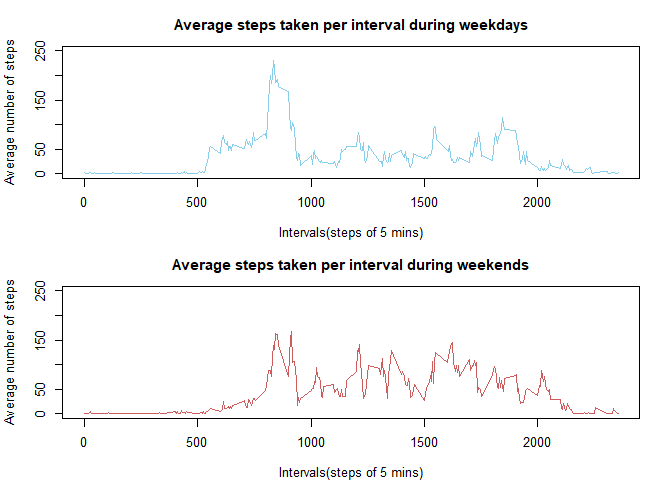 Average steps taken per interval during weekdays
Average number of steps
250
150
50
0
0 500 1000 1500 2000
Intervals(steps of 5 mins)
Average steps taken per interval during weekends
Average number of steps
250
150
50
0
0 500 1000 1500 2000
Intervals(steps of 5 mins)